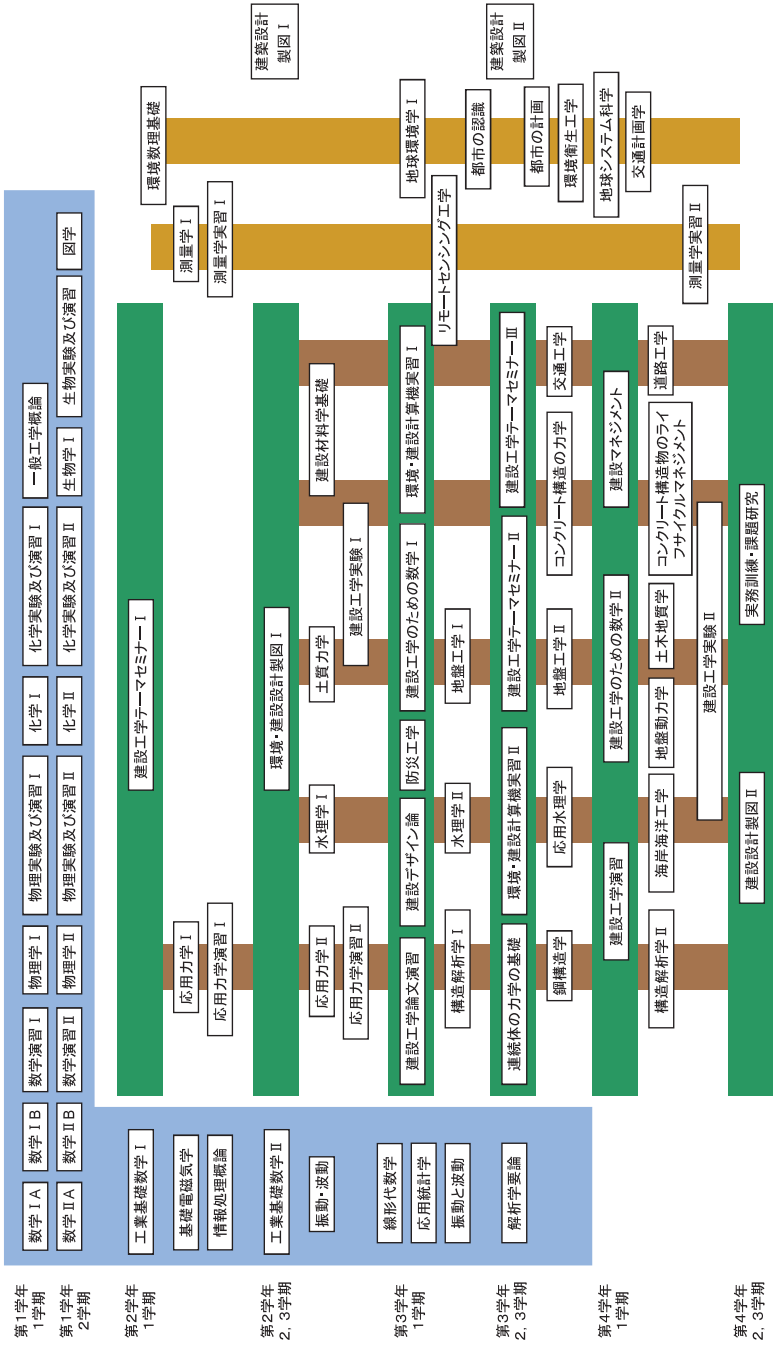 第1学年
1学期
数学ⅠA
数学ⅠB
数学演習Ⅰ
物理学Ⅰ
物理実験及び演習Ⅰ
化学Ⅰ
化学実験及び演習Ⅰ
一般工学概論
第1学年
2学期
数学ⅡA
数学ⅡB
数学演習Ⅱ
物理学Ⅱ
物理実験及び演習Ⅱ
化学Ⅱ
化学実験及び演習Ⅱ
生物学Ⅰ
生物実験及び演習
図学
第2学年
1学期
工業基礎数学Ⅰ
建設工学テーマセミナーⅠ
環境数理基礎
基礎電磁気学
応用力学Ⅰ
測量学Ⅰ
情報処理概論
応用力学演習Ⅰ
測量学実習Ⅰ
第2学年
2, 3学期
工業基礎数学Ⅱ
環境・建設設計製図Ⅰ
建築設計
製図Ⅰ
振動・波動
応用力学Ⅱ
水理学Ⅰ
土質力学
建設材料学基礎
応用力学演習Ⅱ
建設工学実験Ⅰ
第3学年
1学期
線形代数学
建設工学論文演習
建設デザイン論
防災工学
建設工学のための数学Ⅰ
環境・建設計算機実習Ⅰ
地球環境学Ⅰ
応用統計学
リモートセンシング工学
振動と波動
構造解析学Ⅰ
水理学Ⅱ
地盤工学Ⅰ
都市の認識
第3学年
2, 3学期
解析学要論
連続体の力学の基礎
環境・建設計算機実習Ⅱ
建設工学テーマセミナーⅡ
建設工学テーマセミナーⅢ
建築設計
製図Ⅱ
都市の計画
鋼構造学
応用水理学
地盤工学Ⅱ
コンクリート構造の力学
交通工学
環境衛生工学
第4学年
1学期
建設工学演習
建設工学のための数学Ⅱ
建設マネジメント
地球システム科学
交通計画学
構造解析学Ⅱ
海岸海洋工学
地盤動力学
土木地質学
コンクリート構造物のライ
フサイクルマネジメント
道路工学
建設工学実験Ⅱ
測量学実習Ⅱ
第4学年
2, 3学期
建設設計製図Ⅱ
実務訓練・課題研究